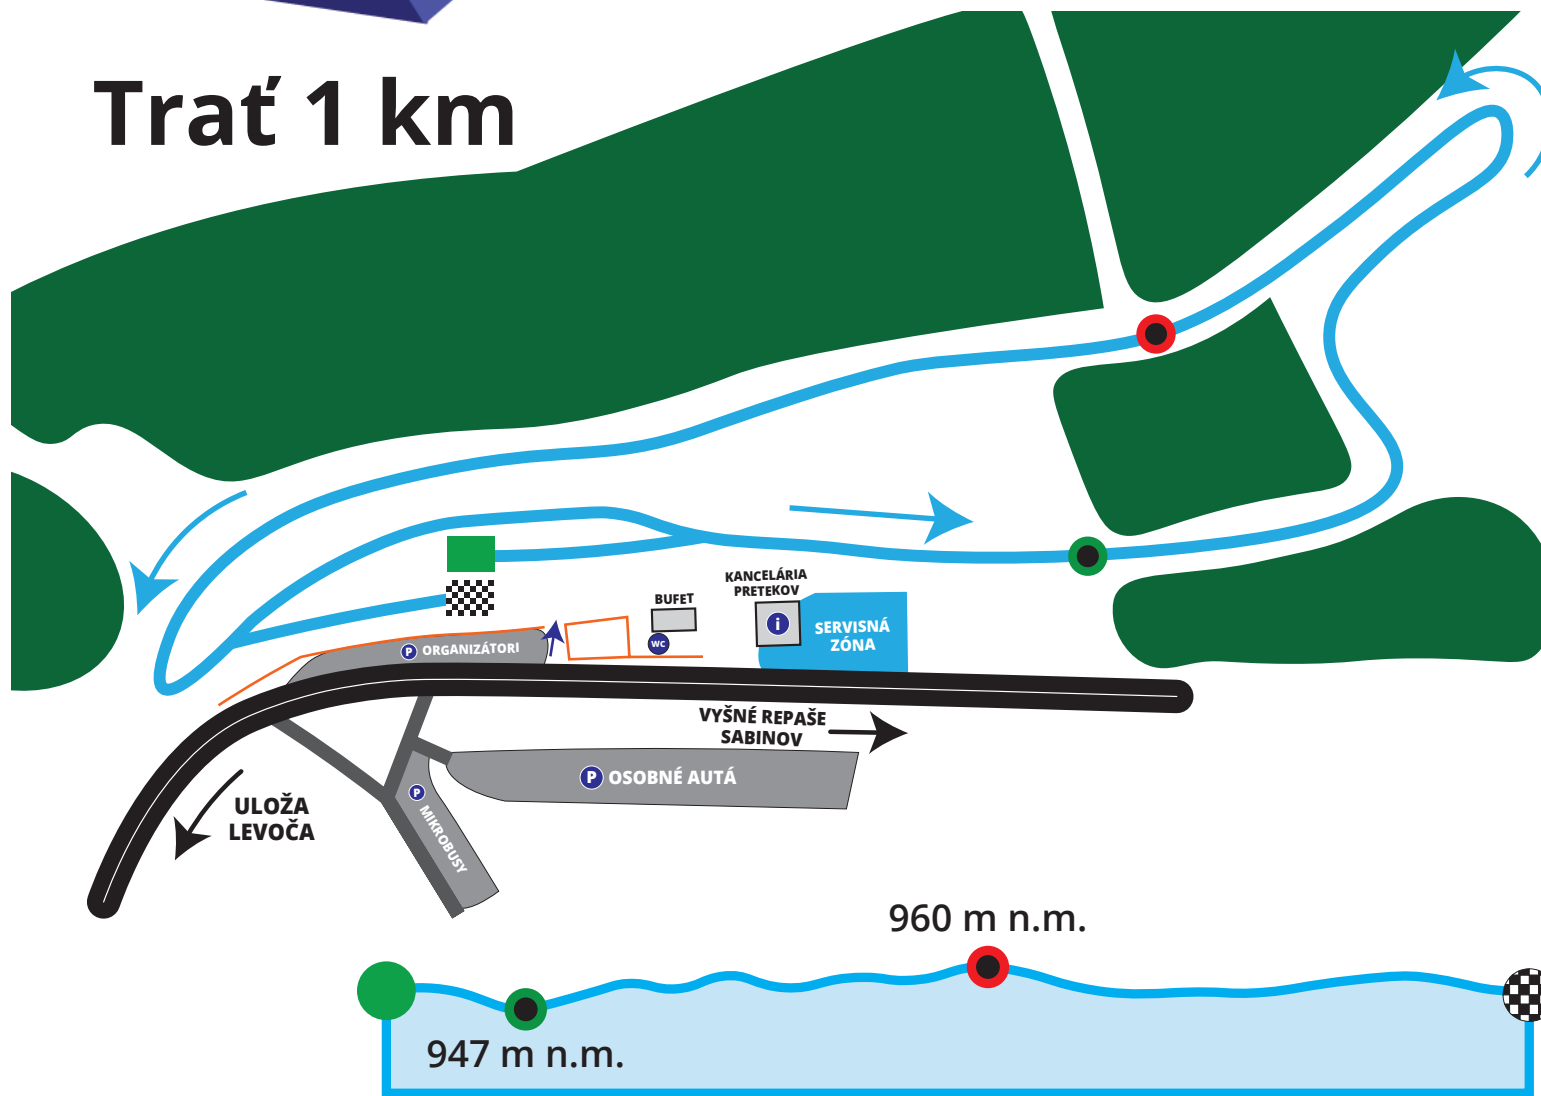 Trať 1 km
KANCELÁRIA
PRETEKOV
BUFET
i
WC
SERVISNÁ
ZÓNA
P ORGANIZÁTORI
VYŠNÉ REPAŠE
SABINOV
P OSOBNÉ AUTÁ
P MIKROBUSY
ULOŽA
LEVOČA
960 m n.m.
947 m n.m.